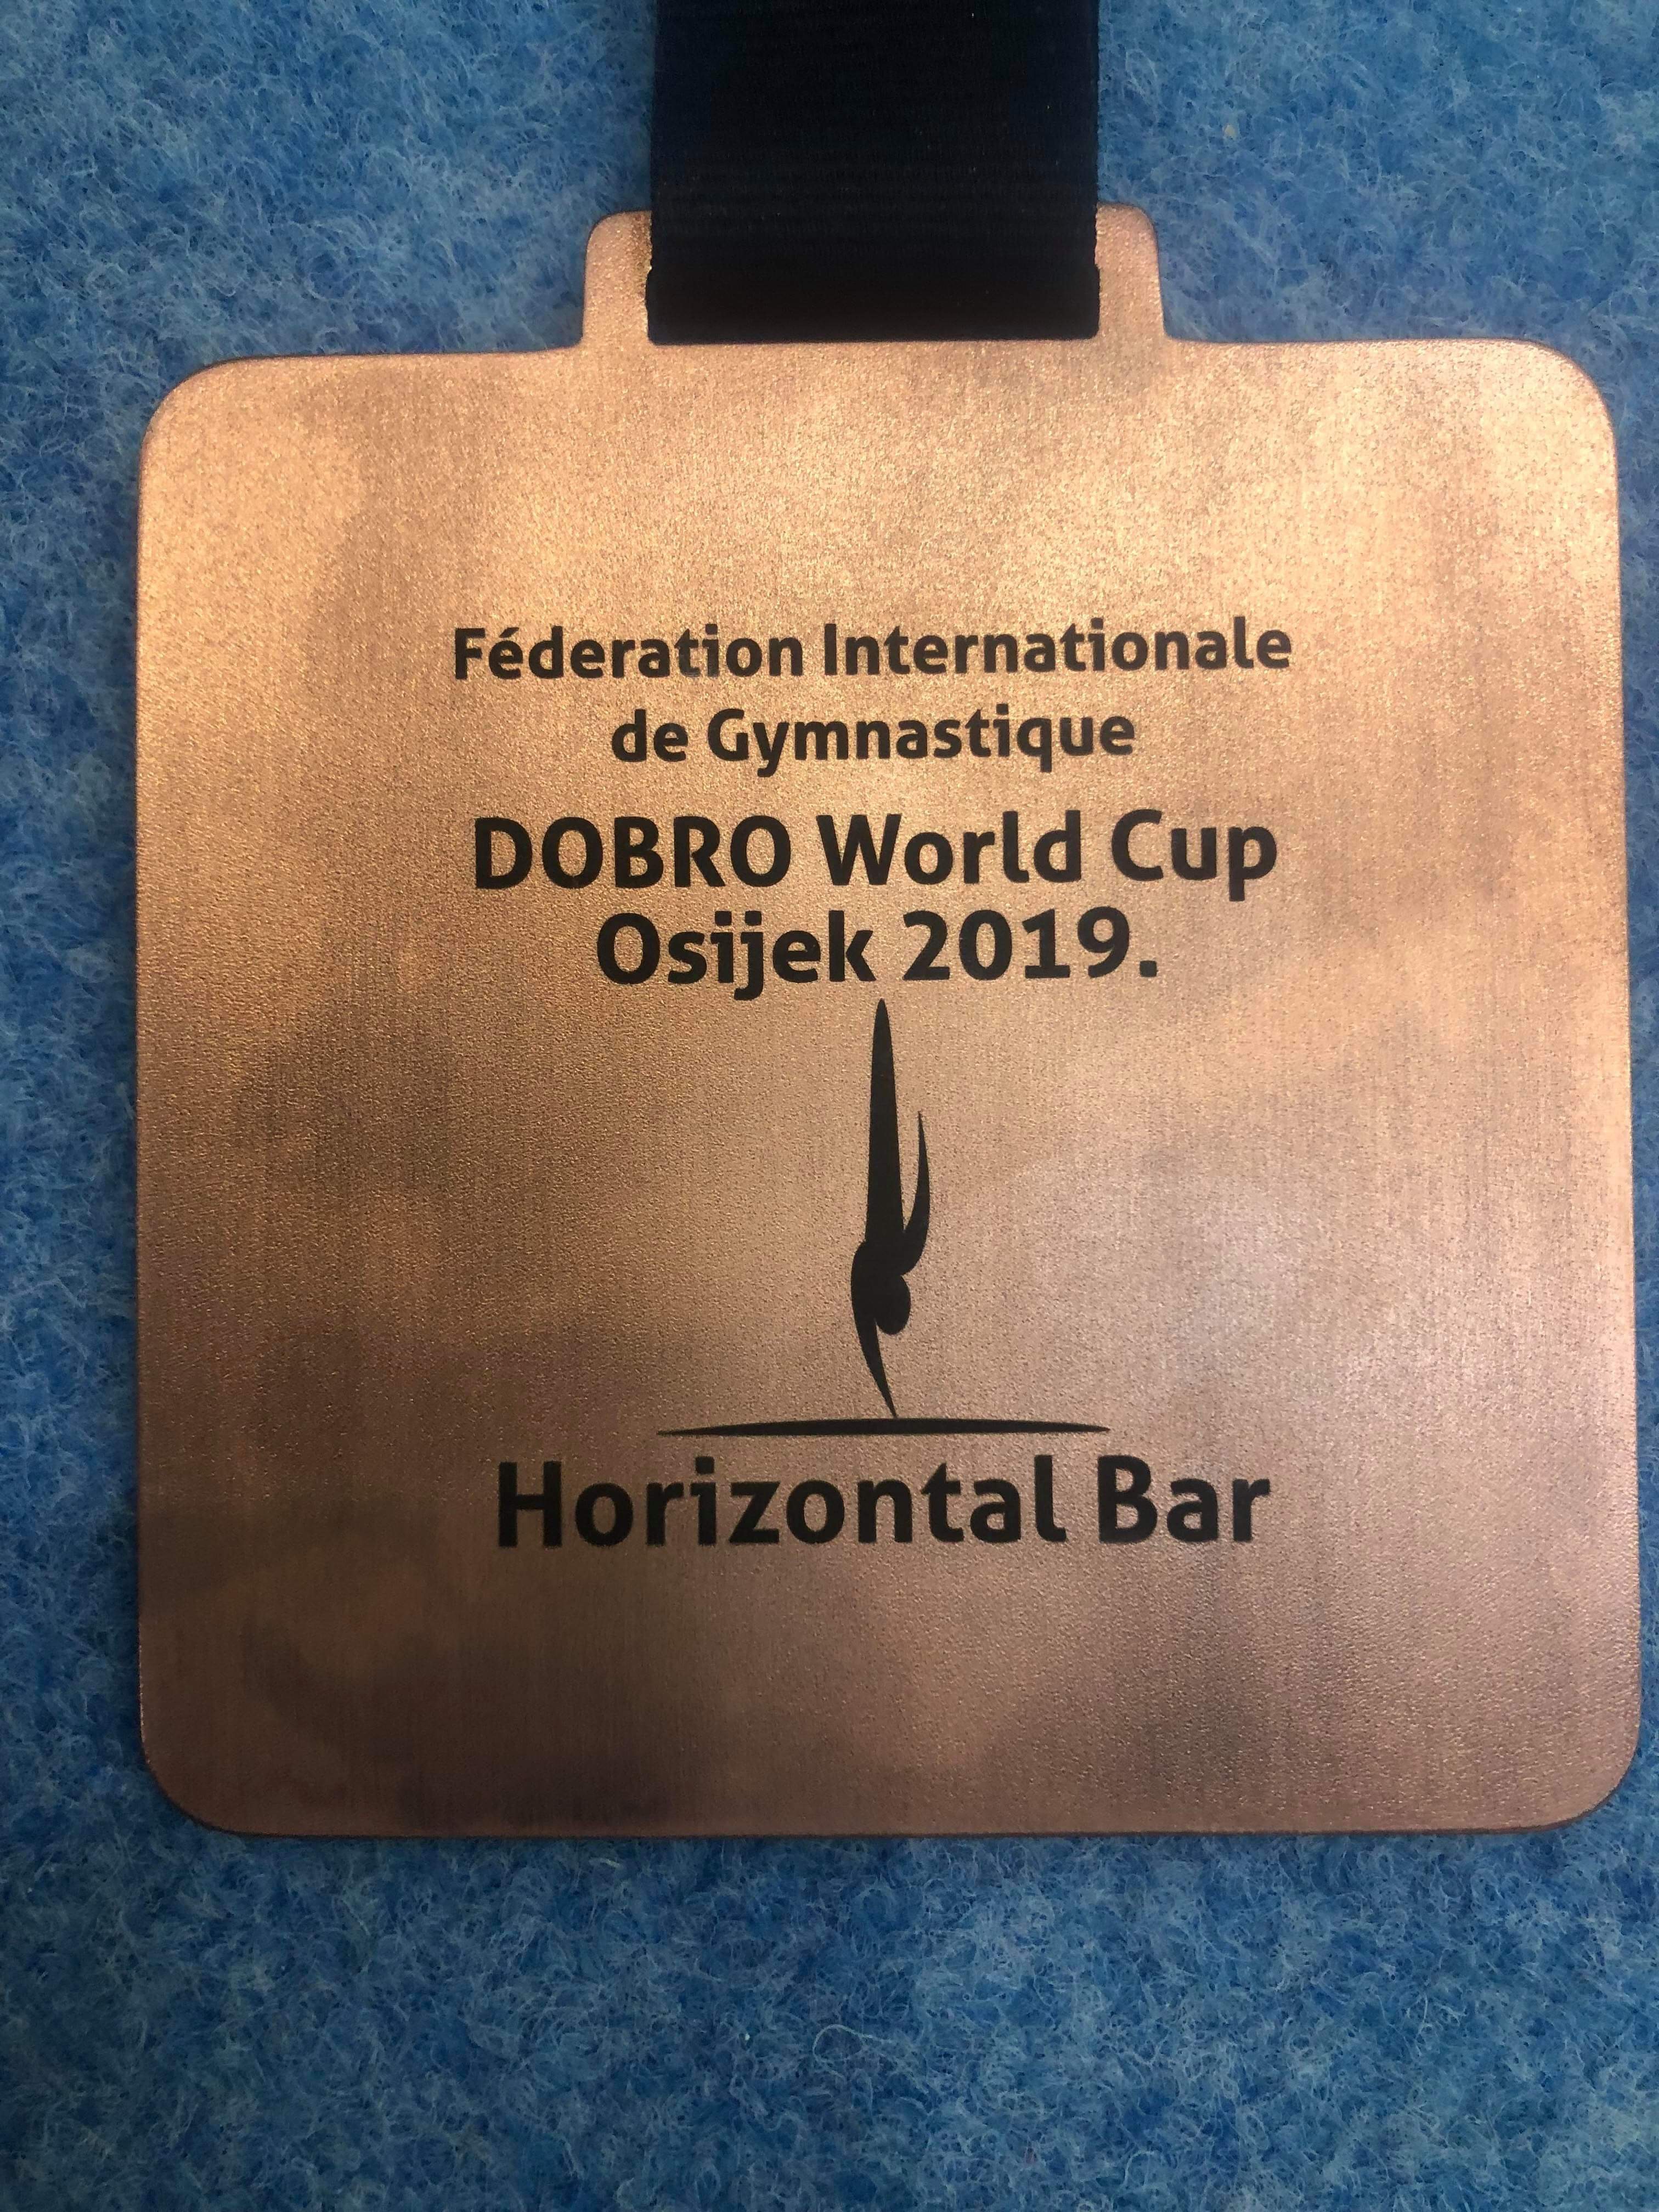 Féderation Internationale
de Gymnastique
DOBRO World Cup
Osijek 2019.
Horizontal Bar